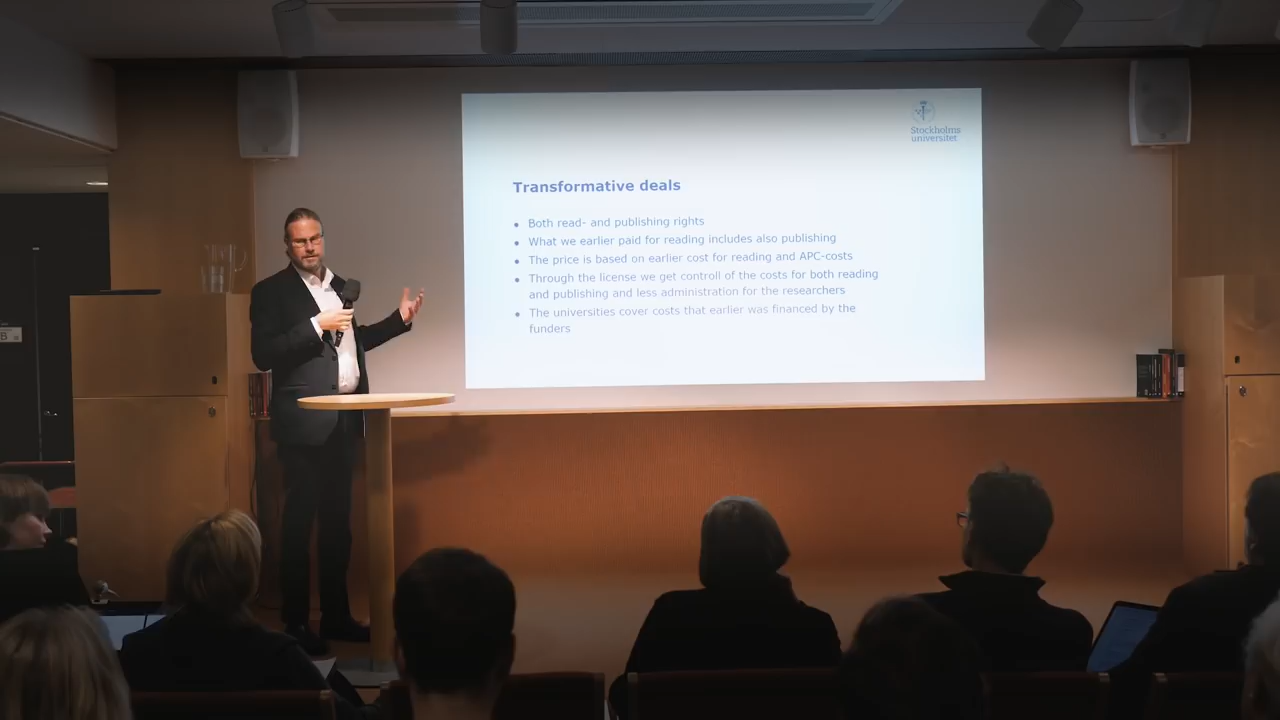 Stockholms
universitet
Transformative deals
• Both read- and publishing rights
• What we earlier paid for reading includes also publishing
• The price is based on earlier cost for reading and APC-costs
• Through the license we get controll of the costs for both reading
and publishing and less administration for the researchers
• The universities cover costs that earlier was financed by the
funders
B